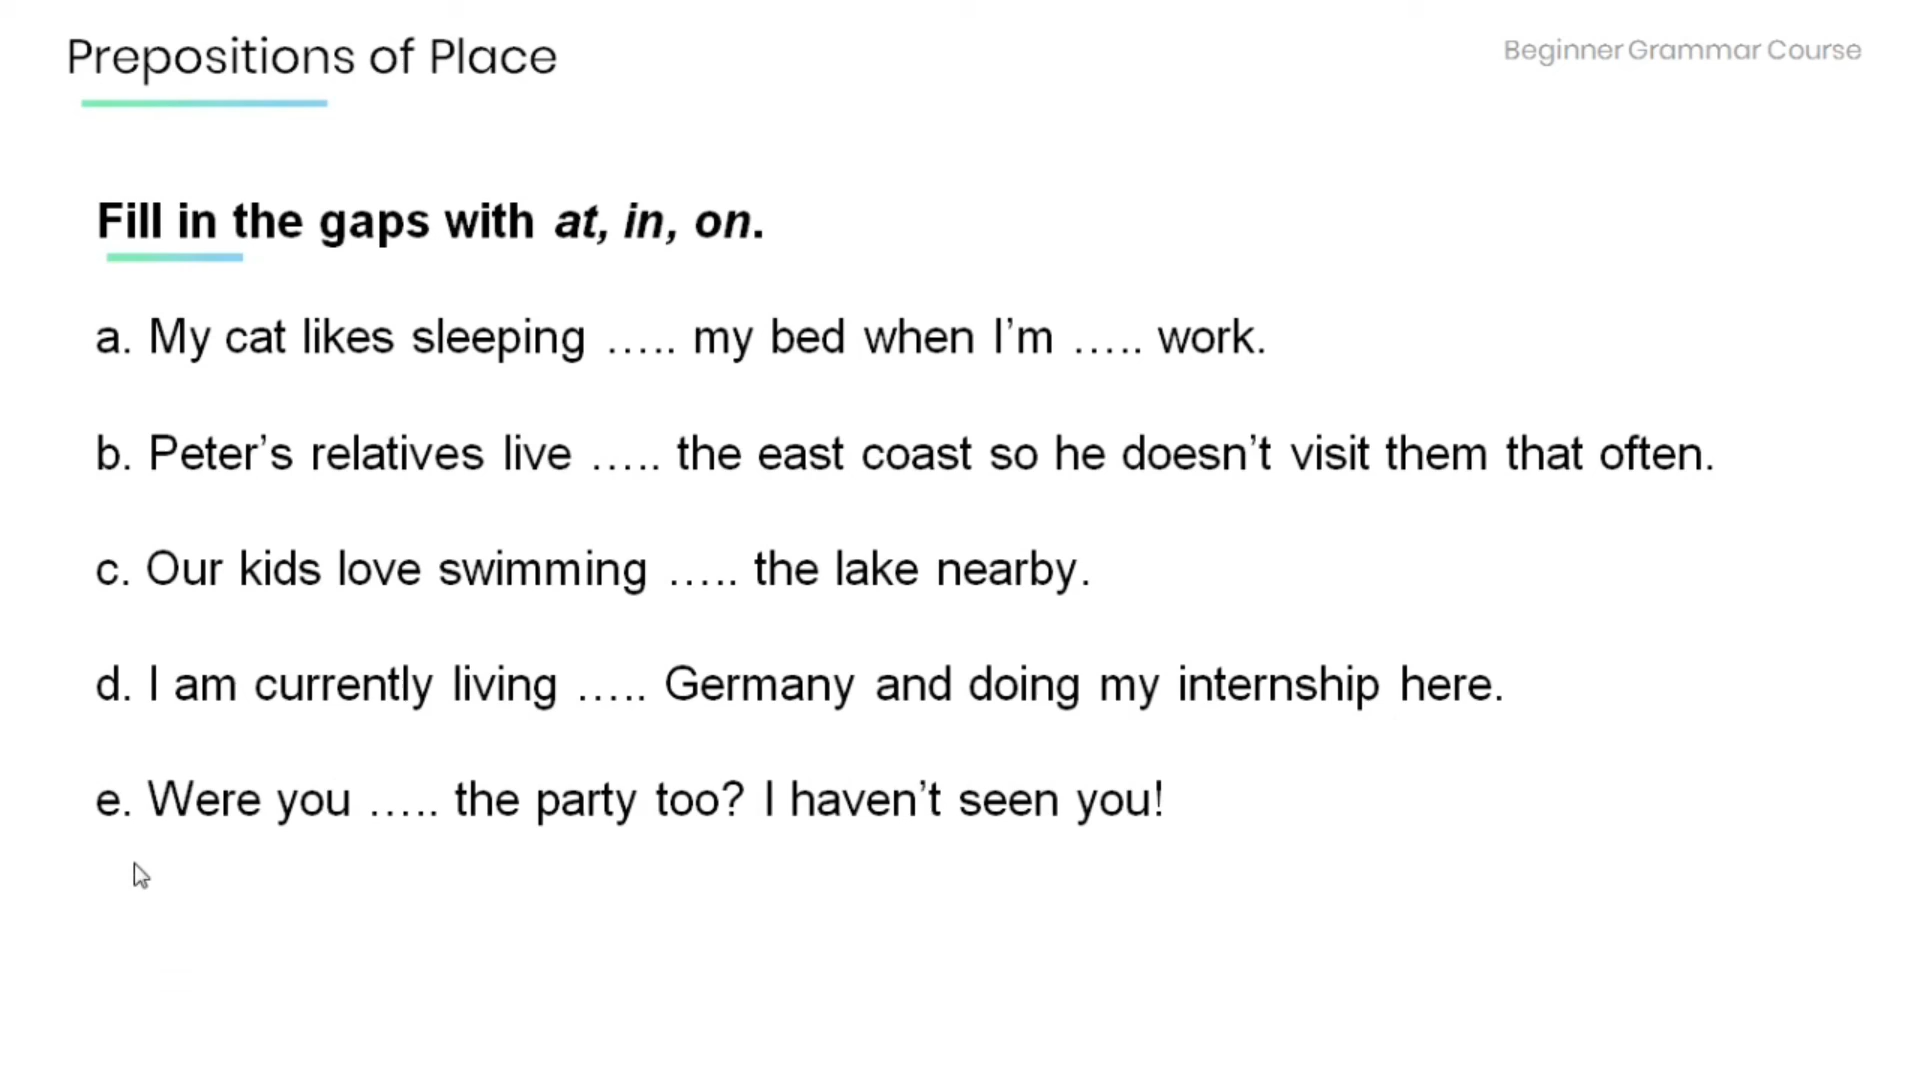 Prepositions of Place
Beginner Grammar Course
Fill in the gaps with at, in, on.
a. My cat likes sleeping ..... my bed when I’m ..... work.
b. Peter’s relatives live ..... the east coast so he doesn’t visit them that often.
c. Our kids love swimming ..... the lake nearby.
d. I am currently living ..... Germany and doing my internship here.
e. Were you ..... the party too? I haven’t seen you!